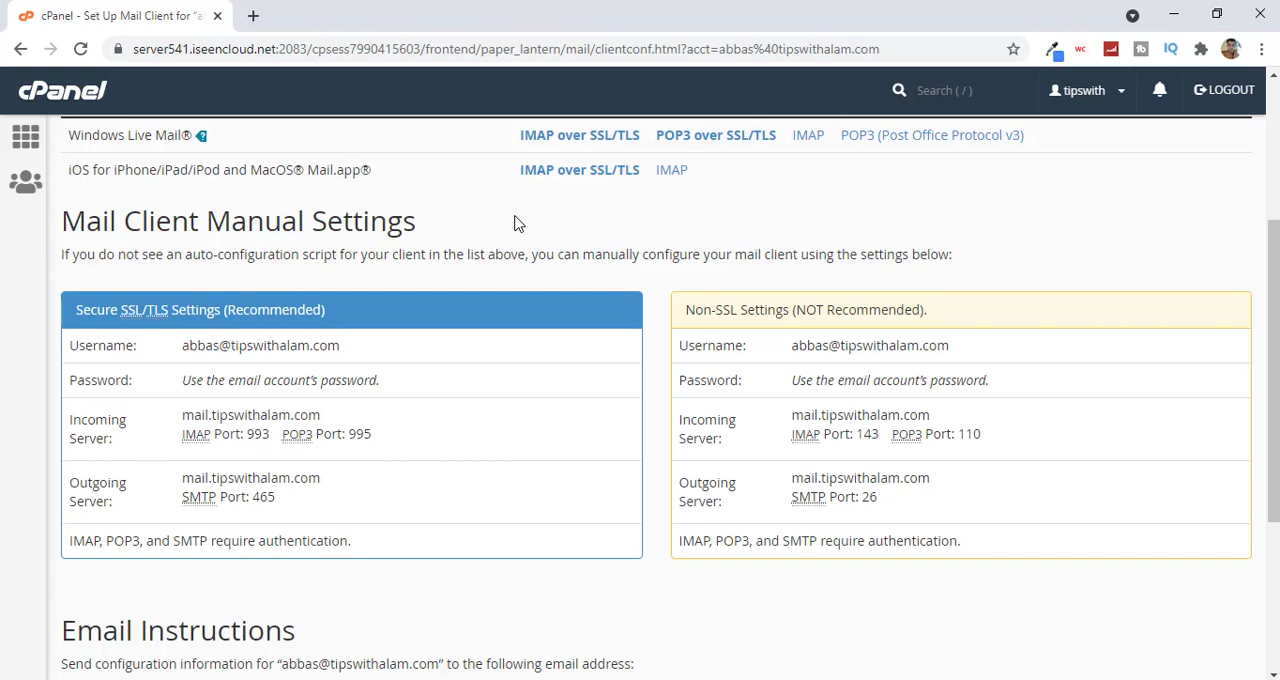 cPanel - Set Up Mail Client for "a
server541.iseencloud.net:2083/cpsess7990415603/frontend/paper_lantern/mail/clientconf.html?acct=abbas%40tipswithalam.com
WC
IQ
cPanel
Search ( / )
tipswith
LOGOUT
Windows Live Mail®
IMAP over SSL/TLS POP3 over SSL/TLS IMAP POP3 (Post Office Protocol v3)
iOS for iPhone/iPad/iPod and MacOS® Mail.app®
IMAP over SSL/TLS IMAP
Mail Client Manual Settings
If you do not see an auto-configuration script for your client in the list above, you can manually configure your mail client using the settings below:
Secure SSL/TLS Settings (Recommended)
Username: abbas@tipswithalam.com
Password: Use the email account's password.
Incoming Server:
mail.tipswithalam.com
IMAP Port: 993 POP3 Port: 995
Outgoing Server:
mail.tipswithalam.com
SMTP Port: 465
IMAP, POP3, and SMTP require authentication.
Non-SSL Settings (NOT Recommended).
Username: abbas@tipswithalam.com
Password: Use the email account's password.
Incoming Server:
mail.tipswithalam.com
IMAP Port: 143 POP3 Port: 110
Outgoing Server:
mail.tipswithalam.com
SMTP Port: 26
IMAP, POP3, and SMTP require authentication.
Email Instructions
Send configuration information for "abbas@tipswithalam.com" to the following email address: